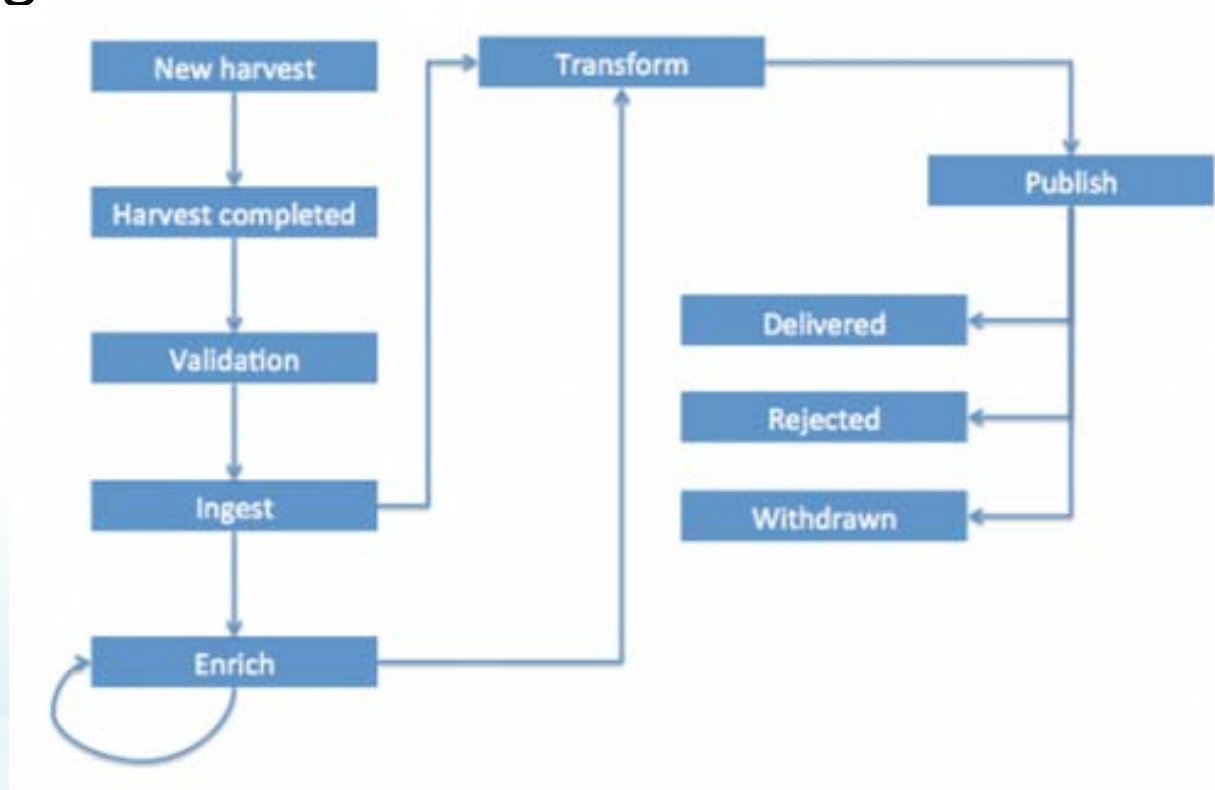 New harvest
Harvest completed
Validation
Ingest
Enrich
Transform
Publish
Delivered
Rejected
Withdrawn